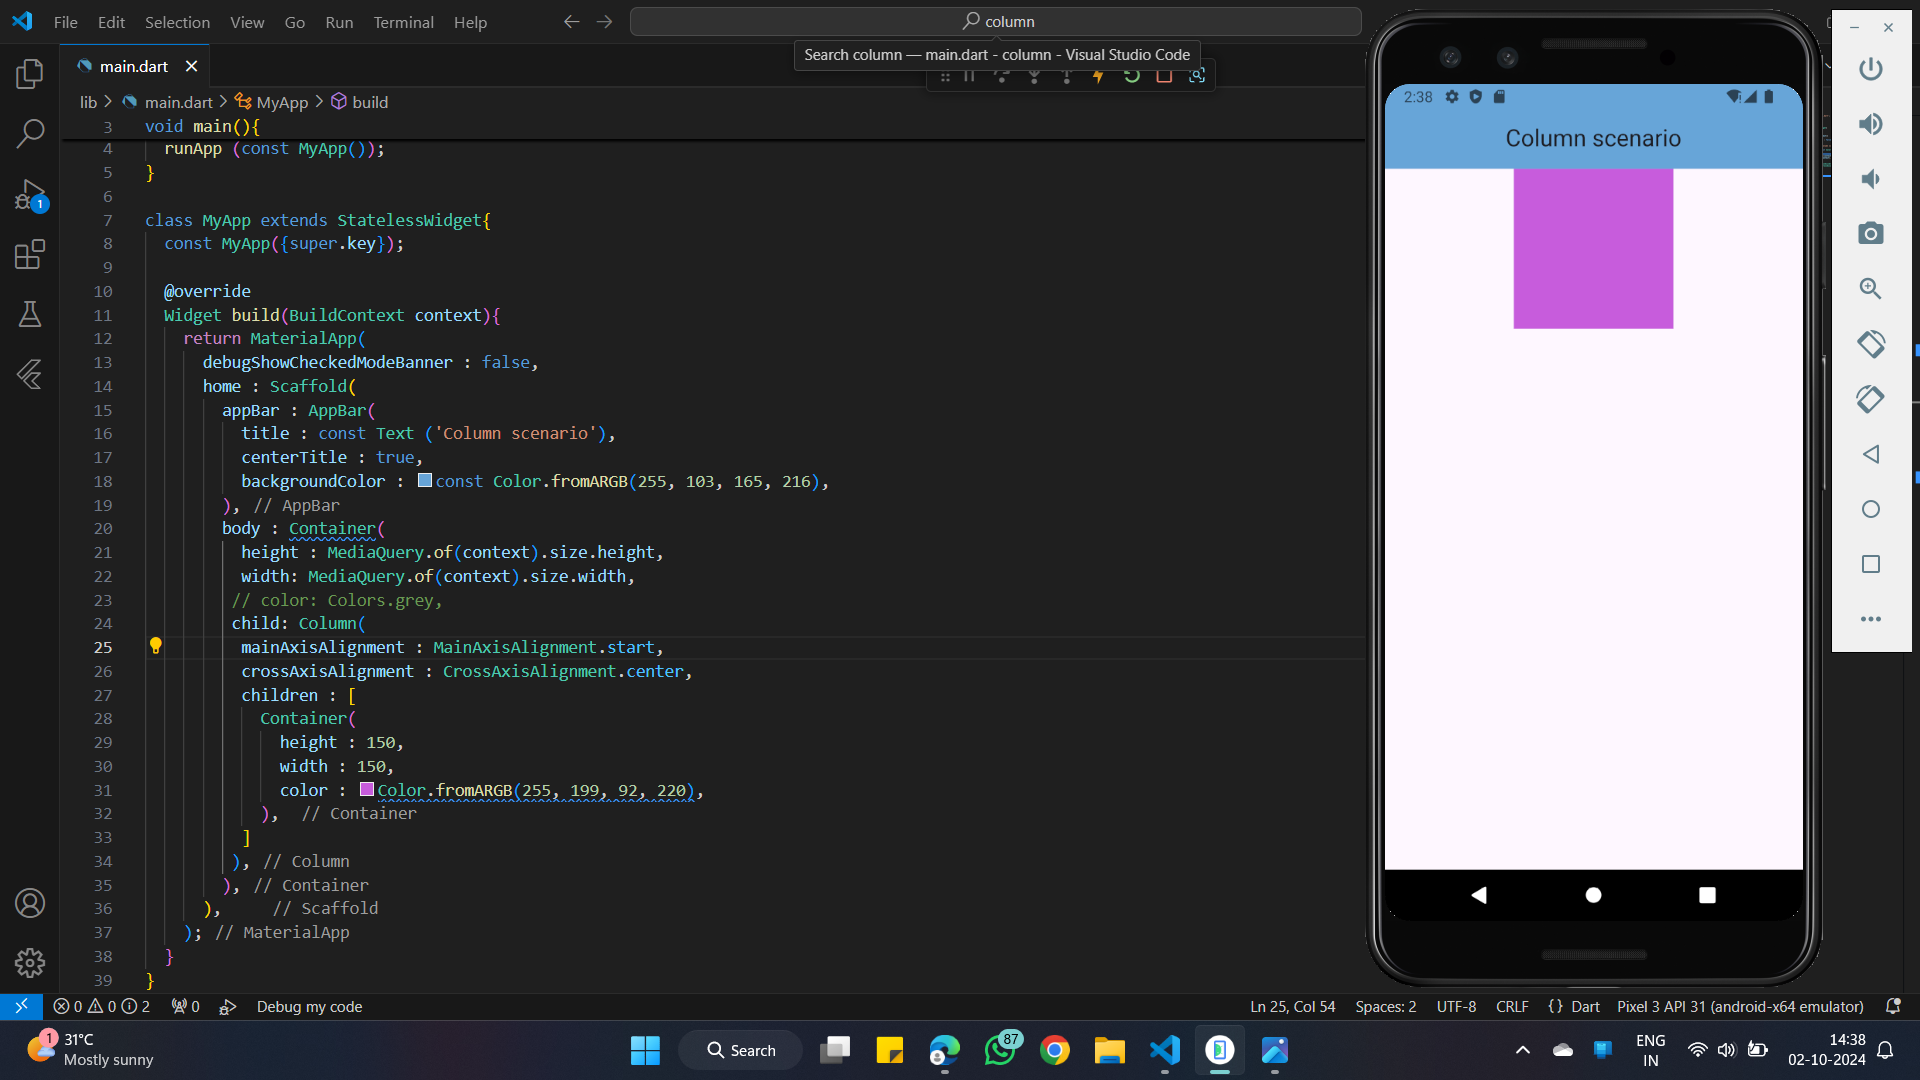 File Edit Selection View Go Run Terminal Help
column
Search column — main.dart - column - Visual Studio Code
main.dart
lib > main.dart > MyApp > build
3 void main(){
4 runApp (const MyApp());
5 }
6
7 class MyApp extends StatelessWidget{
8 const MyApp({super.key});
9
10 @override
11 Widget build(BuildContext context){
12 return MaterialApp(
13 debugShowCheckedModeBanner : false,
14 home : Scaffold(
15 appBar : AppBar(
16 title : const Text ('Column scenario'),
17 centerTitle : true,
18 backgroundColor : const Color.fromARGB(255, 103, 165, 216),
19 ), // AppBar
20 body : Container(
21 height : MediaQuery.of(context).size.height,
22 width: MediaQuery.of(context).size.width,
23 // color: Colors.grey,
24 child: Column(
25 mainAxisAlignment : MainAxisAlignment.start,
26 crossAxisAlignment : CrossAxisAlignment.center,
27 children : [
28 Container(
29 height : 150,
30 width : 150,
31 color : Color.fromARGB(255, 199, 92, 220),
32 ), // Container
33 ]
34 ), // Column
35 ), // Container
36 ), // Scaffold
37 ); // MaterialApp
38 }
39 }
2:38
Column scenario
1
0 0 2 0 Debug my code
Ln 25, Col 54 Spaces: 2 UTF-8 CRLF {} Dart Pixel 3 API 31 (android-x64 emulator)
1
31°C
Mostly sunny
Search
87
ENG
IN
14:38
02-10-2024